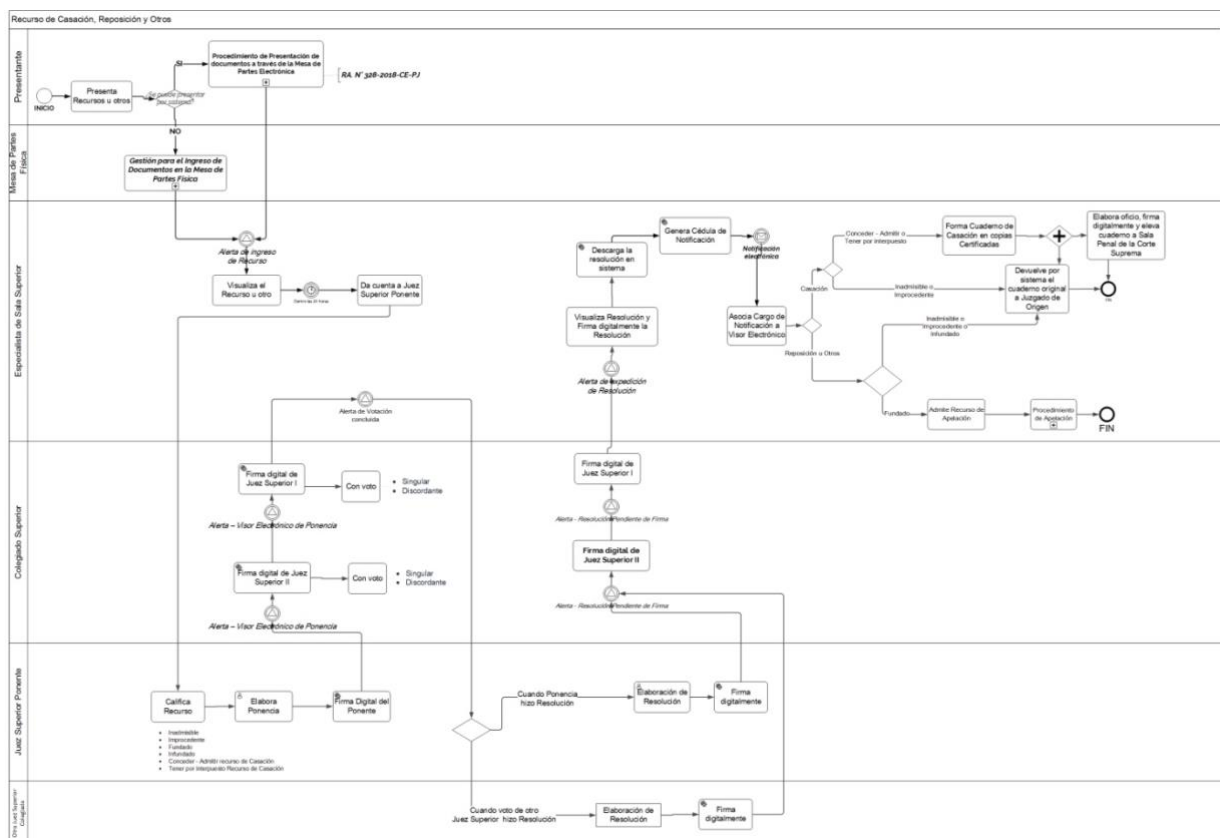 Recurso de Casación, Reposición y Otros
Presentante
INICIO
Presenta
Recursos u otros
¿Se puede presentar
por sistema?
SI
NO
Procedimiento de Presentación de
documentos a través de la Mesa de
Partes Electrónica
RA. N° 328-2018-CE-PJ
Mesa de Partes
Física
Gestión para el Ingreso de
Documentos en la Mesa de
Partes Física
Especialista de Sala Superior
Alerta de ingreso
de Recurso
Visualiza el
Recurso u otro
Da cuenta a Juez
Superior Ponente
Alerta de Votación
concluida
Descarga la
resolución en
sistema
Genera Cédula de
Notificación
Notificación
electrónica
Visualiza Resolución y
Firma digitalmente la
Resolución
Alerta de expedición
de Resolución
Asocia Cargo de
Notificación a
Visor Electrónico
Casación
Reposición u Otros
Conceder - Admitir o
Tener por interpuesto
Inadmisible o
Improcedente
Forma Cuaderno de
Casación en copias
Certificadas
Elabora oficio, firma
digitalmente y eleva
cuaderno a Sala
Penal de la Corte
Suprema
Devuelve por
sistema el
cuaderno original
a Juzgado de
Origen
Inadmisible o
Improcedente o
Infundado
Fundado
Admite Recurso de
Apelación
Procedimiento
de Apelación
FIN
Colegiado Superior
Firma digital de
Juez Superior I
Con voto
• Singular
• Discordante
Alerta – Visor Electrónico de Ponencia
Firma digital de Juez
Superior II
Con voto
• Singular
• Discordante
Alerta – Visor Electrónico de Ponencia
Firma digital de
Juez Superior I
Alerta - Resolución Pendiente de Firma
Firma digital de
Juez Superior II
Alerta - Resolución Pendiente de Firma
Juez Superior Ponente
Califica
Recurso
Elabora
Ponencia
Firma Digital del
Ponente
• Inadmisible
• Improcedente
• Fundado
• Infundado
• Conceder - Admitir recurso de Casación
• Tener por Interpuesto Recurso de Casación
Cuando Ponencia
hizo Resolución
Elaboración de
Resolución
Firma
digitalmente
Otro Juez Superior
Colegiado
Cuando voto de otro
Juez Superior hizo Resolución
Elaboración de
Resolución
Firma
digitalmente